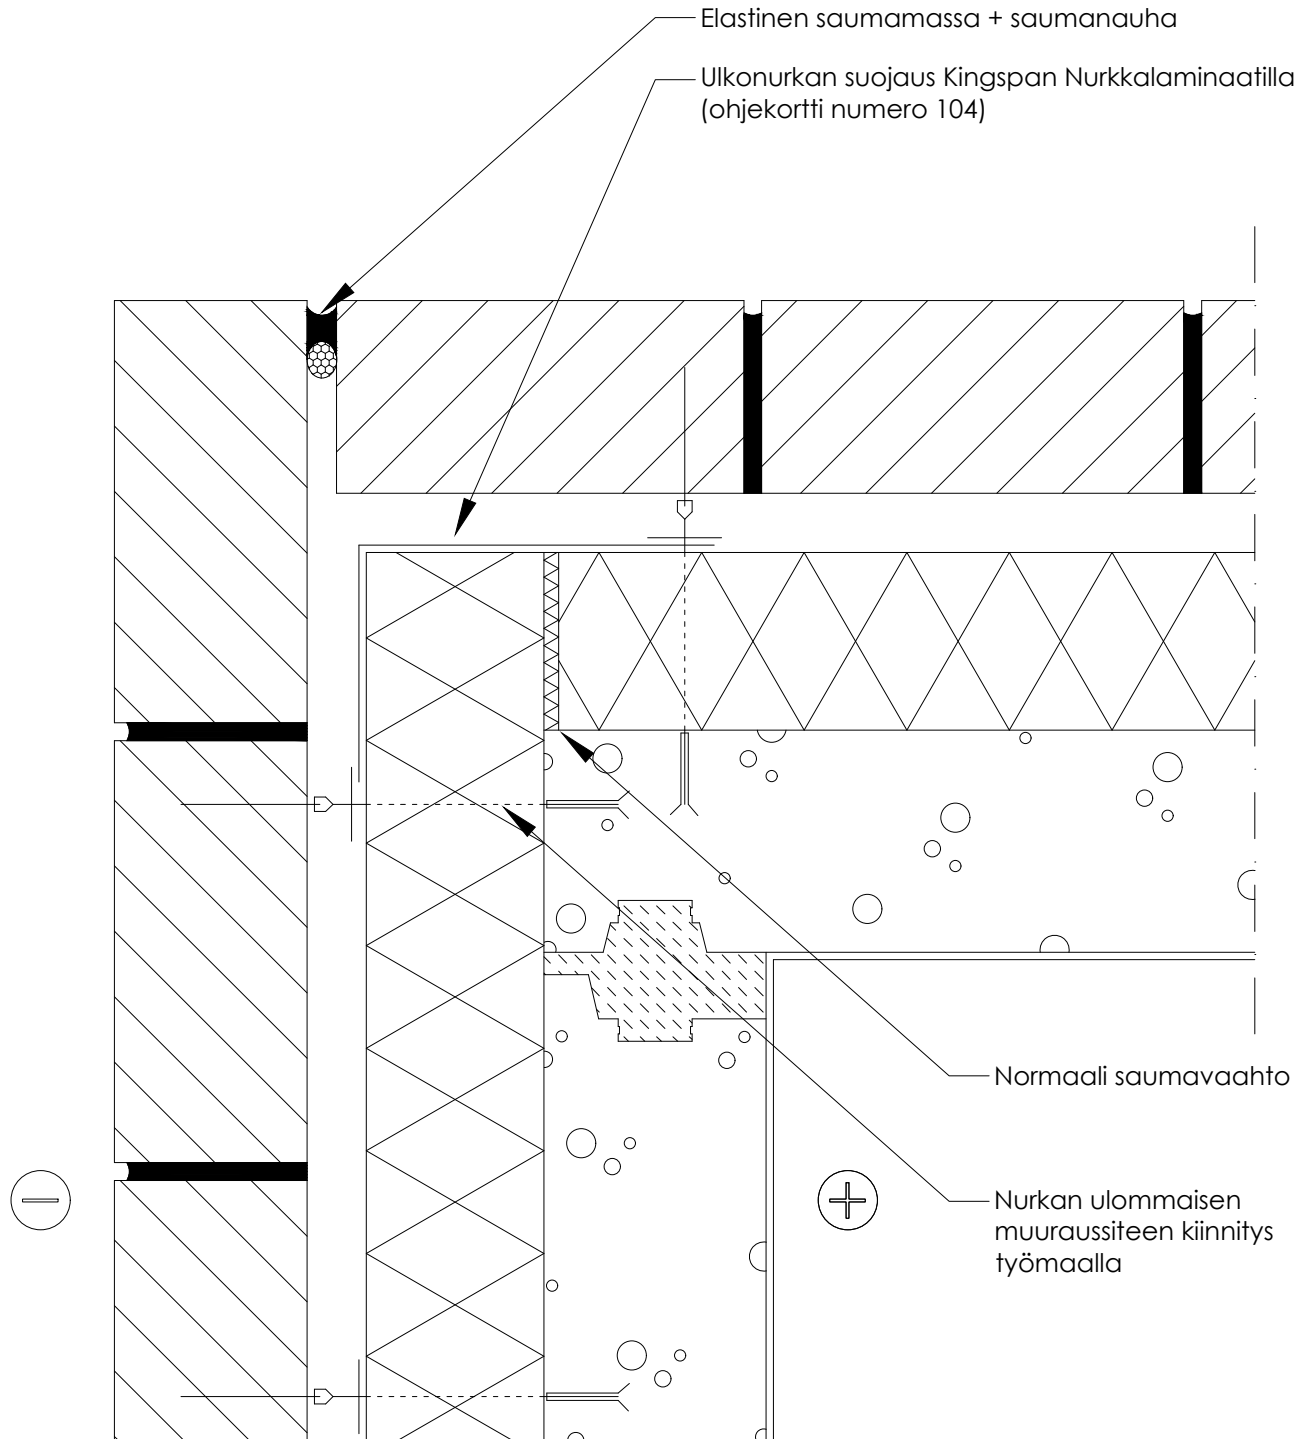 Elastinen saumamassa + saumanauha
Ulkonurkan suojaus Kingspan Nurkkalaminaatilla
(ohjekortti numero 104)
Normaali saumavaahto
Nurkan ulommaisen
muuraussiteen kiinnitys
työmaalla